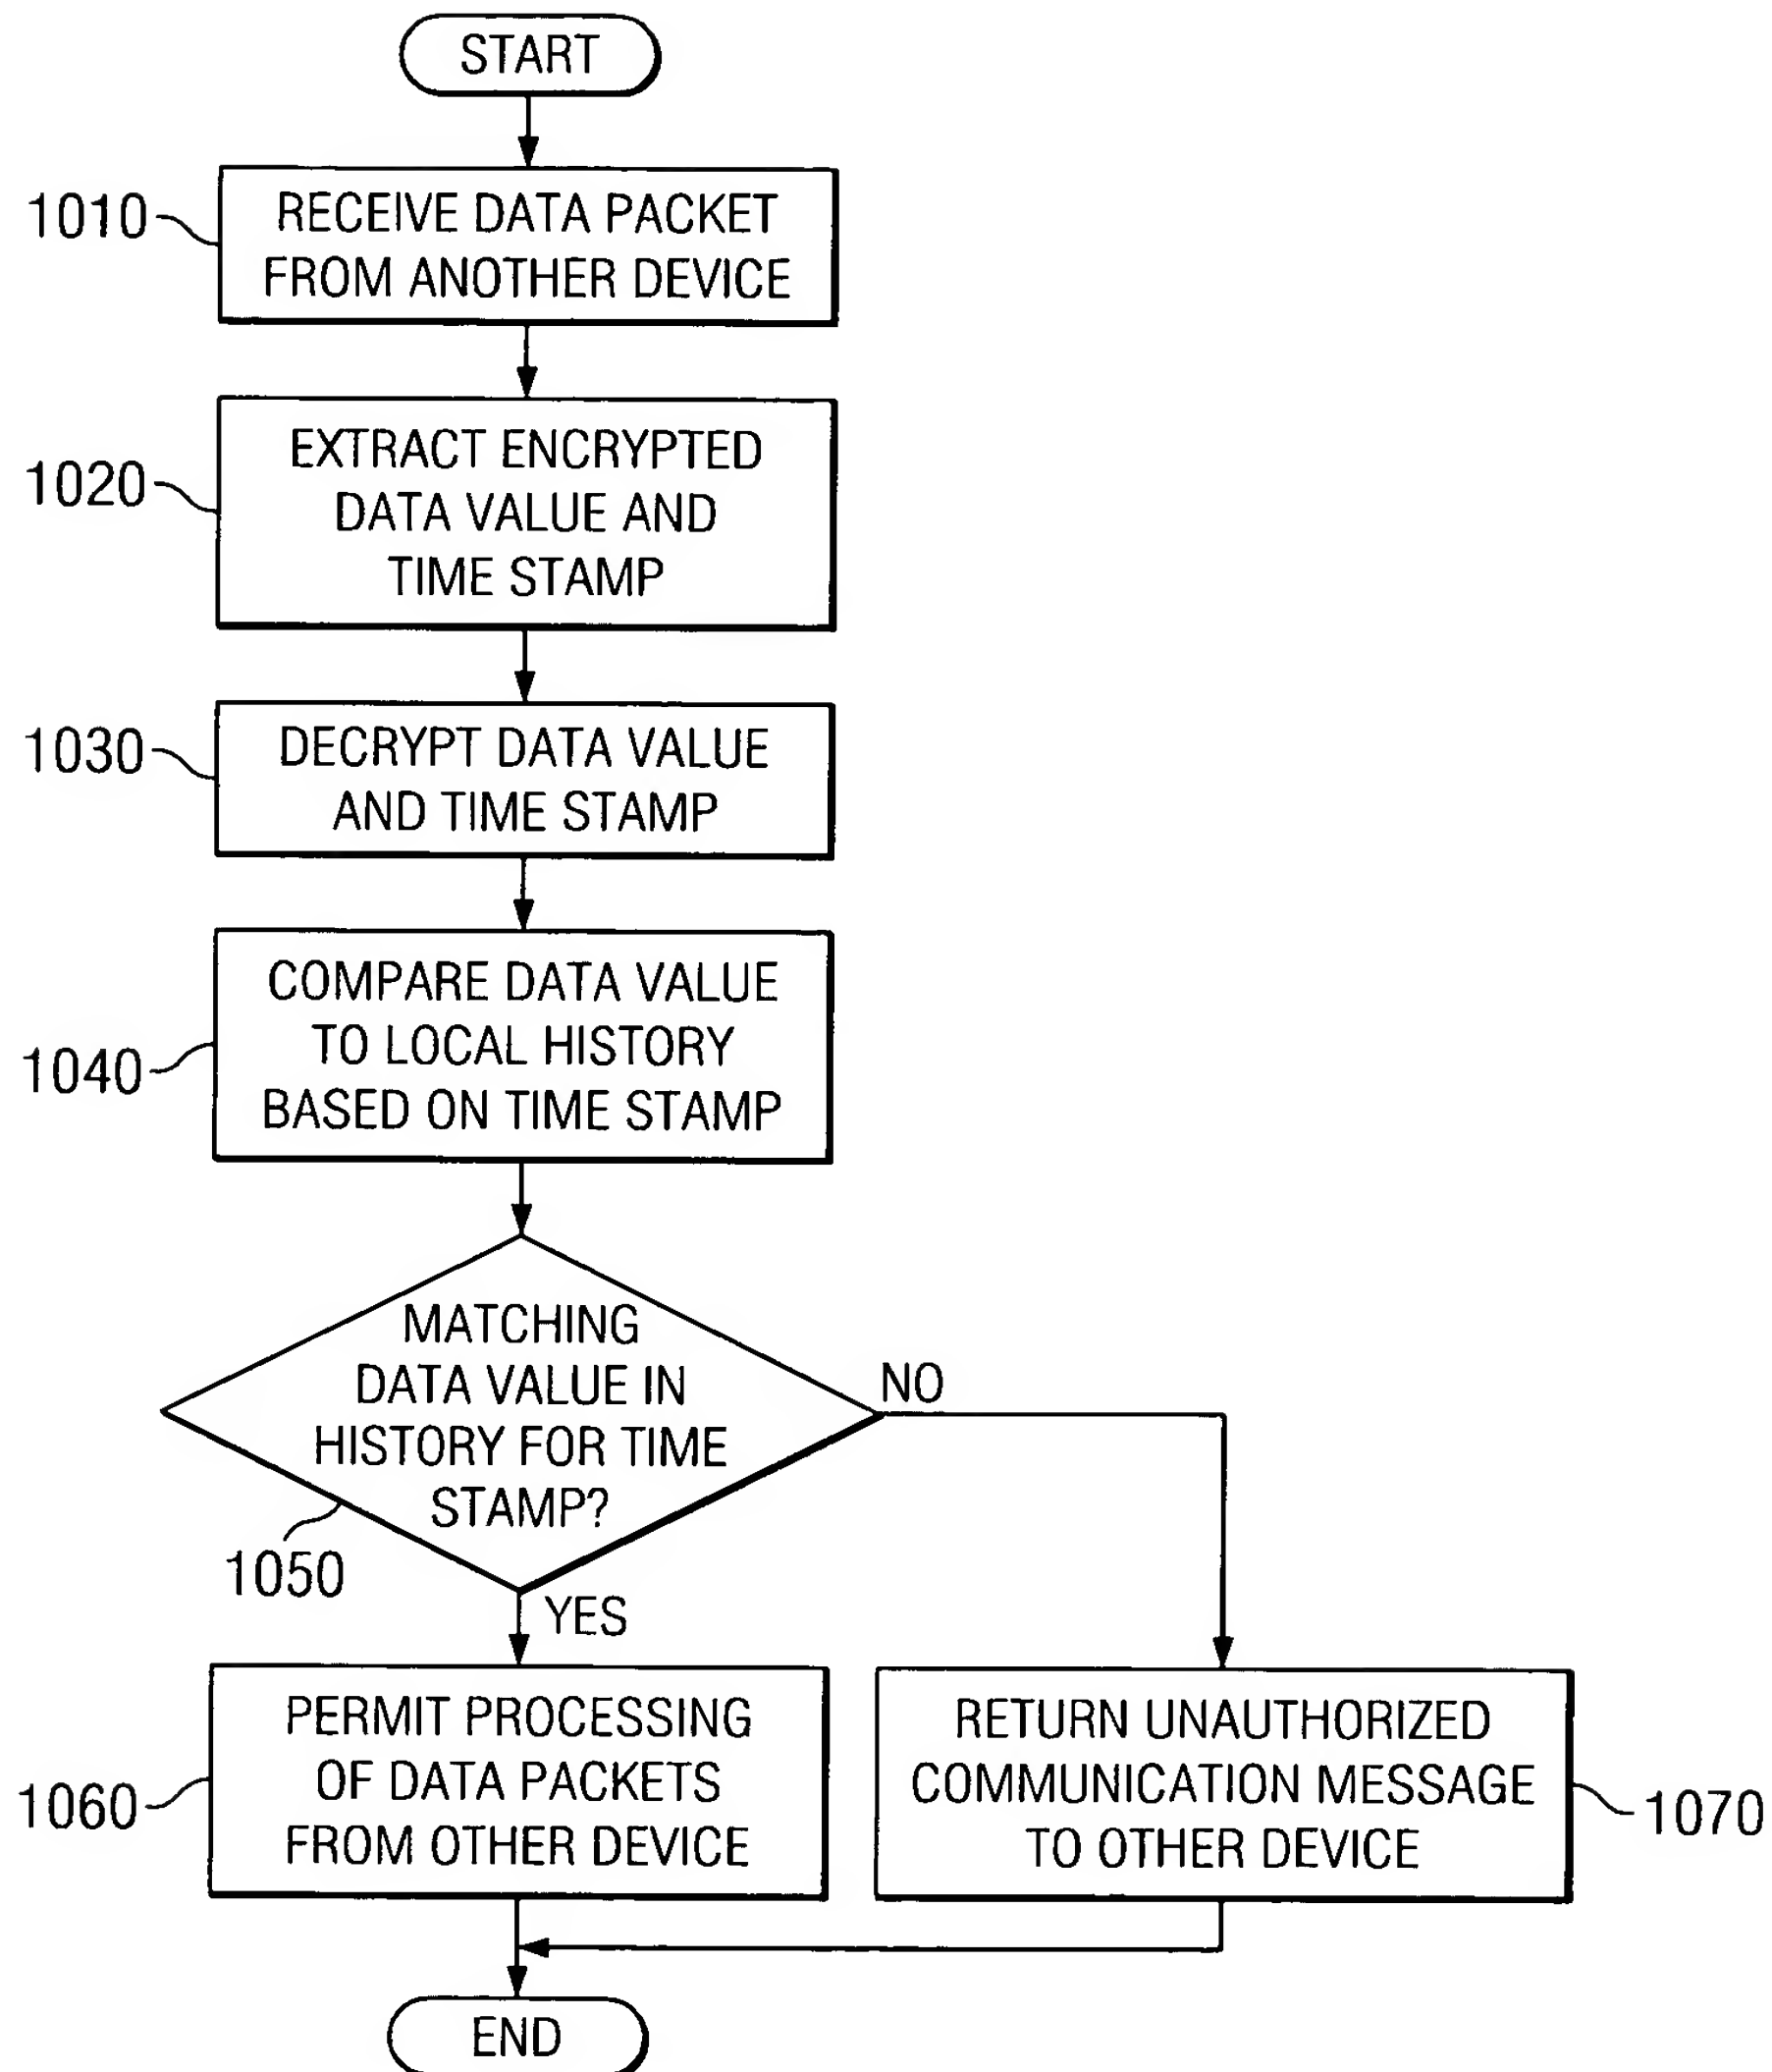 START
1010
RECEIVE DATA PACKET
FROM ANOTHER DEVICE
1020
EXTRACT ENCRYPTED
DATA VALUE AND
TIME STAMP
1030
DECRYPT DATA VALUE
AND TIME STAMP
1040
COMPARE DATA VALUE
TO LOCAL HISTORY
BASED ON TIME STAMP
MATCHING
DATA VALUE IN
HISTORY FOR TIME
STAMP?
NO
1050
YES
1060
PERMIT PROCESSING
OF DATA PACKETS
FROM OTHER DEVICE
RETURN UNAUTHORIZED
COMMUNICATION MESSAGE
TO OTHER DEVICE
1070
END